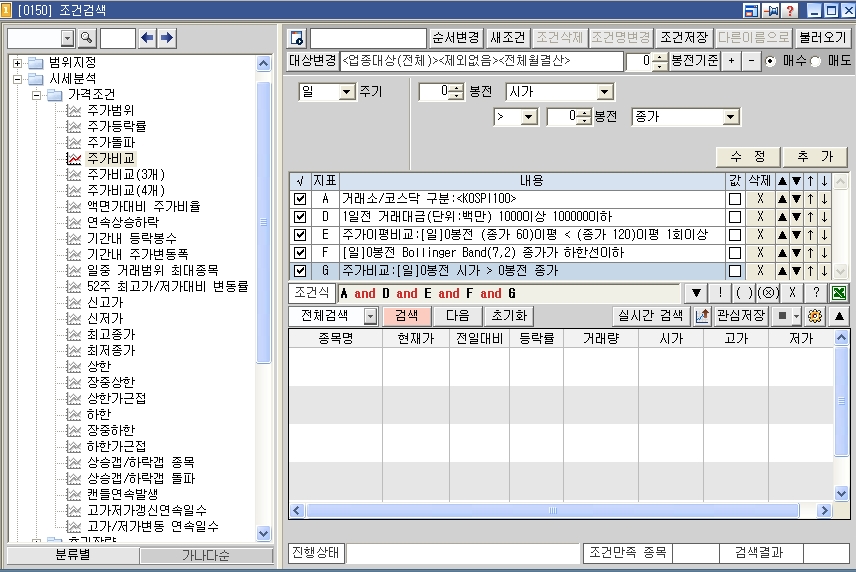 [0150] 조건검색
순서변경 새조건 조건삭제 조건명변경 조건저장 다른이름으로 불러오기
대상변경 <업종대상(전체)><제외없음><전체월결산> 0 봉전기준 + - 매수 매도
범위지정
시세분석
가격조건
주가범위
주가등락률
주가돌파
주가비교
주가비교(3개)
주가비교(4개)
액면가대비 주가비율
연속상승하락
기간내 등락봉수
기간내 주가변동폭
일중 거래범위 최대종목
52주 최고가/저가대비 변동률
신고가
신저가
최고종가
최저종가
상한
장중상한
상한가근접
하한
장중하한
하한가근접
상승갭/하락갭 종목
상승갭/하락갭 돌파
캔들연속발생
고가저가갱신연속일수
고가/저가변동 연속일수
분류별 가나다순
일 주기 0 봉전 시가
> 0 봉전 종가
수 정 추 가
√ 지표 내용 값 삭제 ▲ ▼ ↑ ↓
A 거래소/코스닥 구분:<KOSPI100> X ▲ ▼ ↑ ↓
D 1일전 거래대금(단위:백만) 10000이상 1000000이하 X ▲ ▼ ↑ ↓
E 주가이평비교:[일]0봉전 (종가 60)이평 < (종가 120)이평 1회이상 X ▲ ▼ ↑ ↓
F [일]0봉전 Bollinger Band(7,2) 종가가 하한선이하 X ▲ ▼ ↑ ↓
G 주가비교:[일]0봉전 시가 > 0봉전 종가 X ▲ ▼ ↑ ↓
조건식 A and D and E and F and G ▼ ! ( ) (ⓧ) X ?
전체검색 검색 다음 초기화 실시간 검색 관심저장 ■ ▲
종목명 현재가 전일대비 등락률 거래량 시가 고가 저가
진행상태 조건만족 종목 검색결과